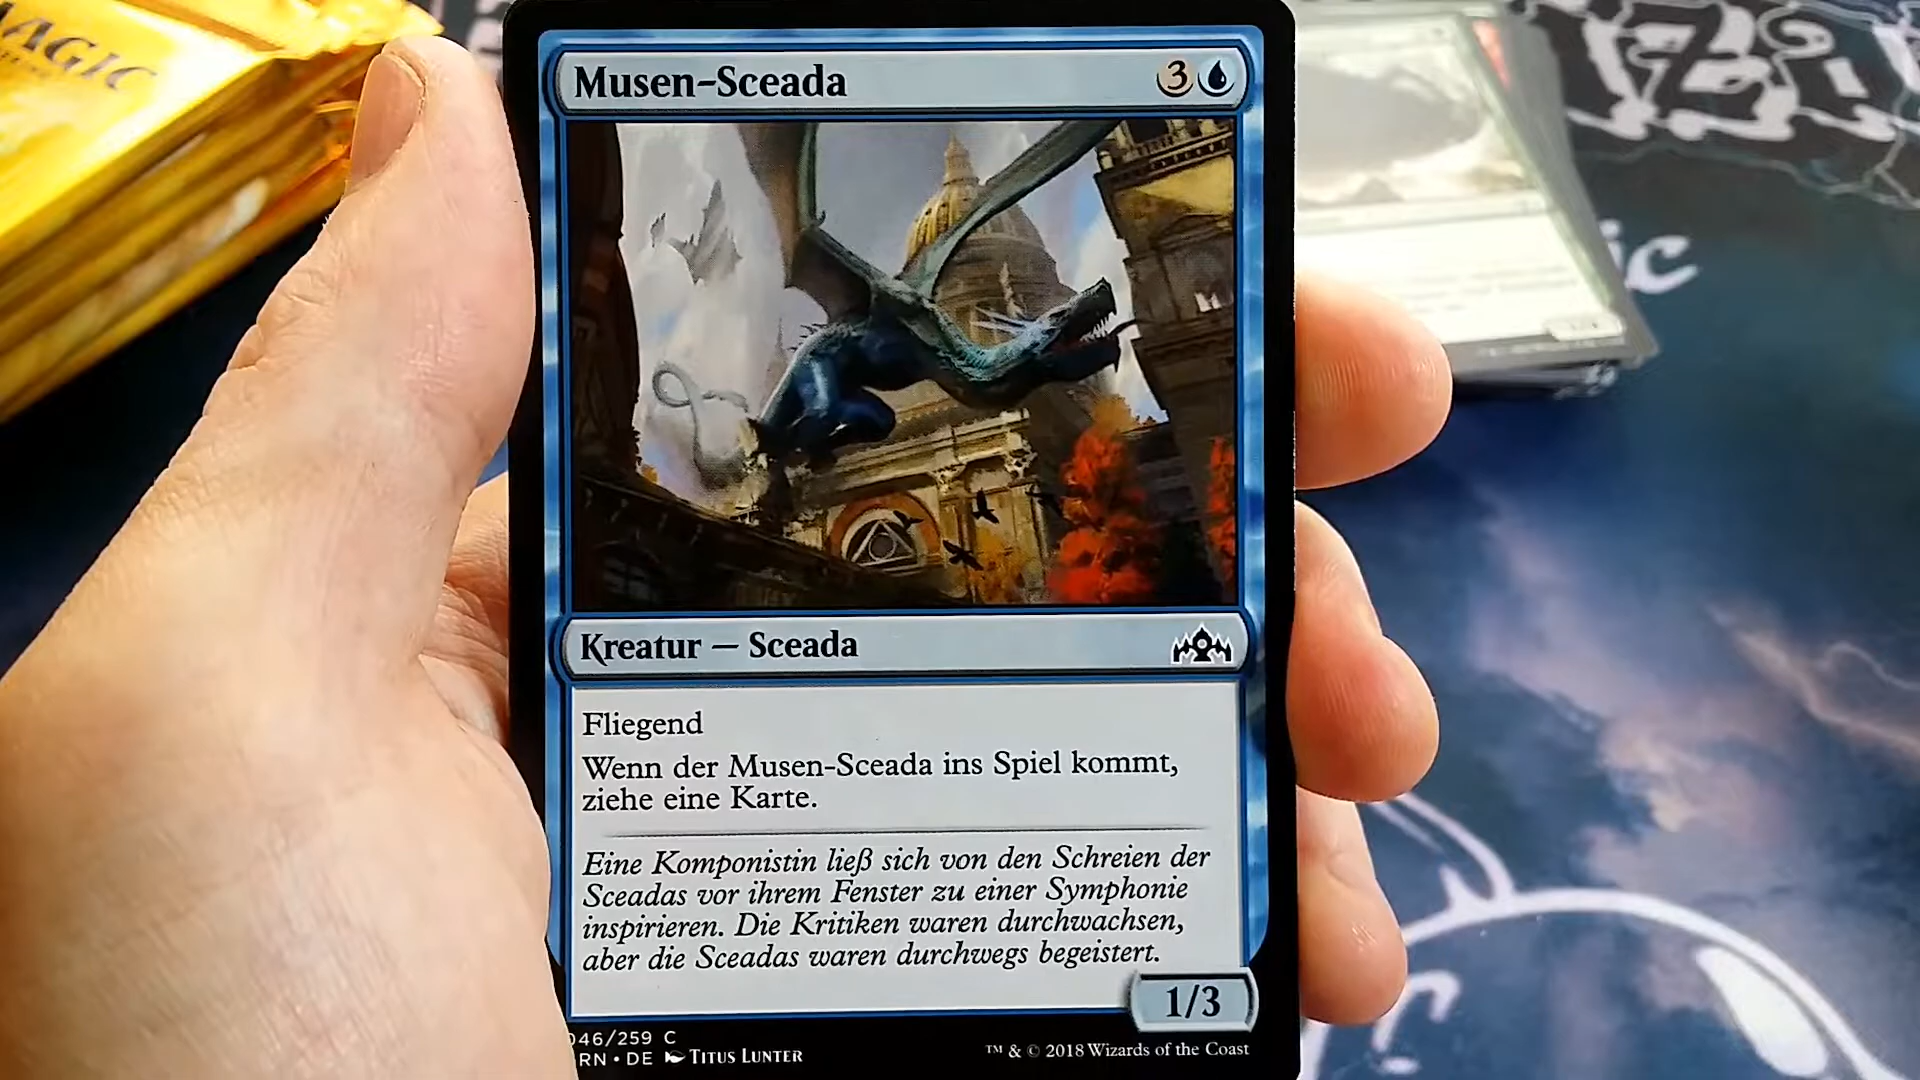 MAGIC
Musen-Sceada
3
Kreatur — Sceada
Fliegend
Wenn der Musen-Sceada ins Spiel kommt,
ziehe eine Karte.
Eine Komponistin ließ sich von den Schreien der
Sceadas vor ihrem Fenster zu einer Symphonie
inspirieren. Die Kritiken waren durchwachsen,
aber die Sceadas waren durchwegs begeistert.
1/3
046/259 C
RN • DE TITUS LUNTER
™ & © 2018 Wizards of the Coast